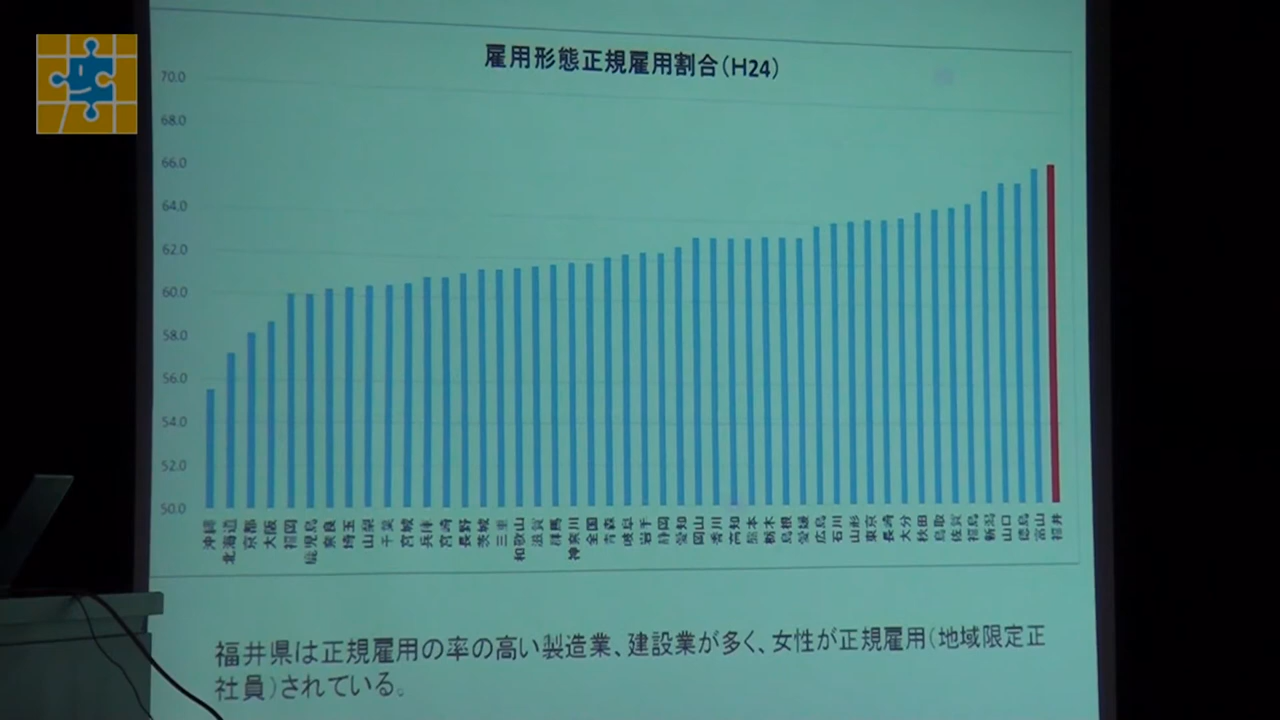 雇用形態正規雇用割合(H24)
70.0
68.0
66.0
64.0
62.0
60.0
58.0
56.0
54.0
52.0
50.0
沖縄
北海道
京都
大阪
福岡
鹿児島
奈良
埼玉
山梨
千葉
宮城
兵庫
宮崎
長野
茨城
三重
和歌山
滋賀
群馬
神奈川
全国
青森
岐阜
岩手
静岡
愛知
岡山
香川
高知
熊本
栃木
島根
愛媛
広島
石川
山形
東京
長崎
大分
秋田
鳥取
佐賀
福島
新潟
山口
徳島
富山
福井
福井県は正規雇用の率の高い製造業、建設業が多く、女性が正規雇用(地域限定正
社員)されている。